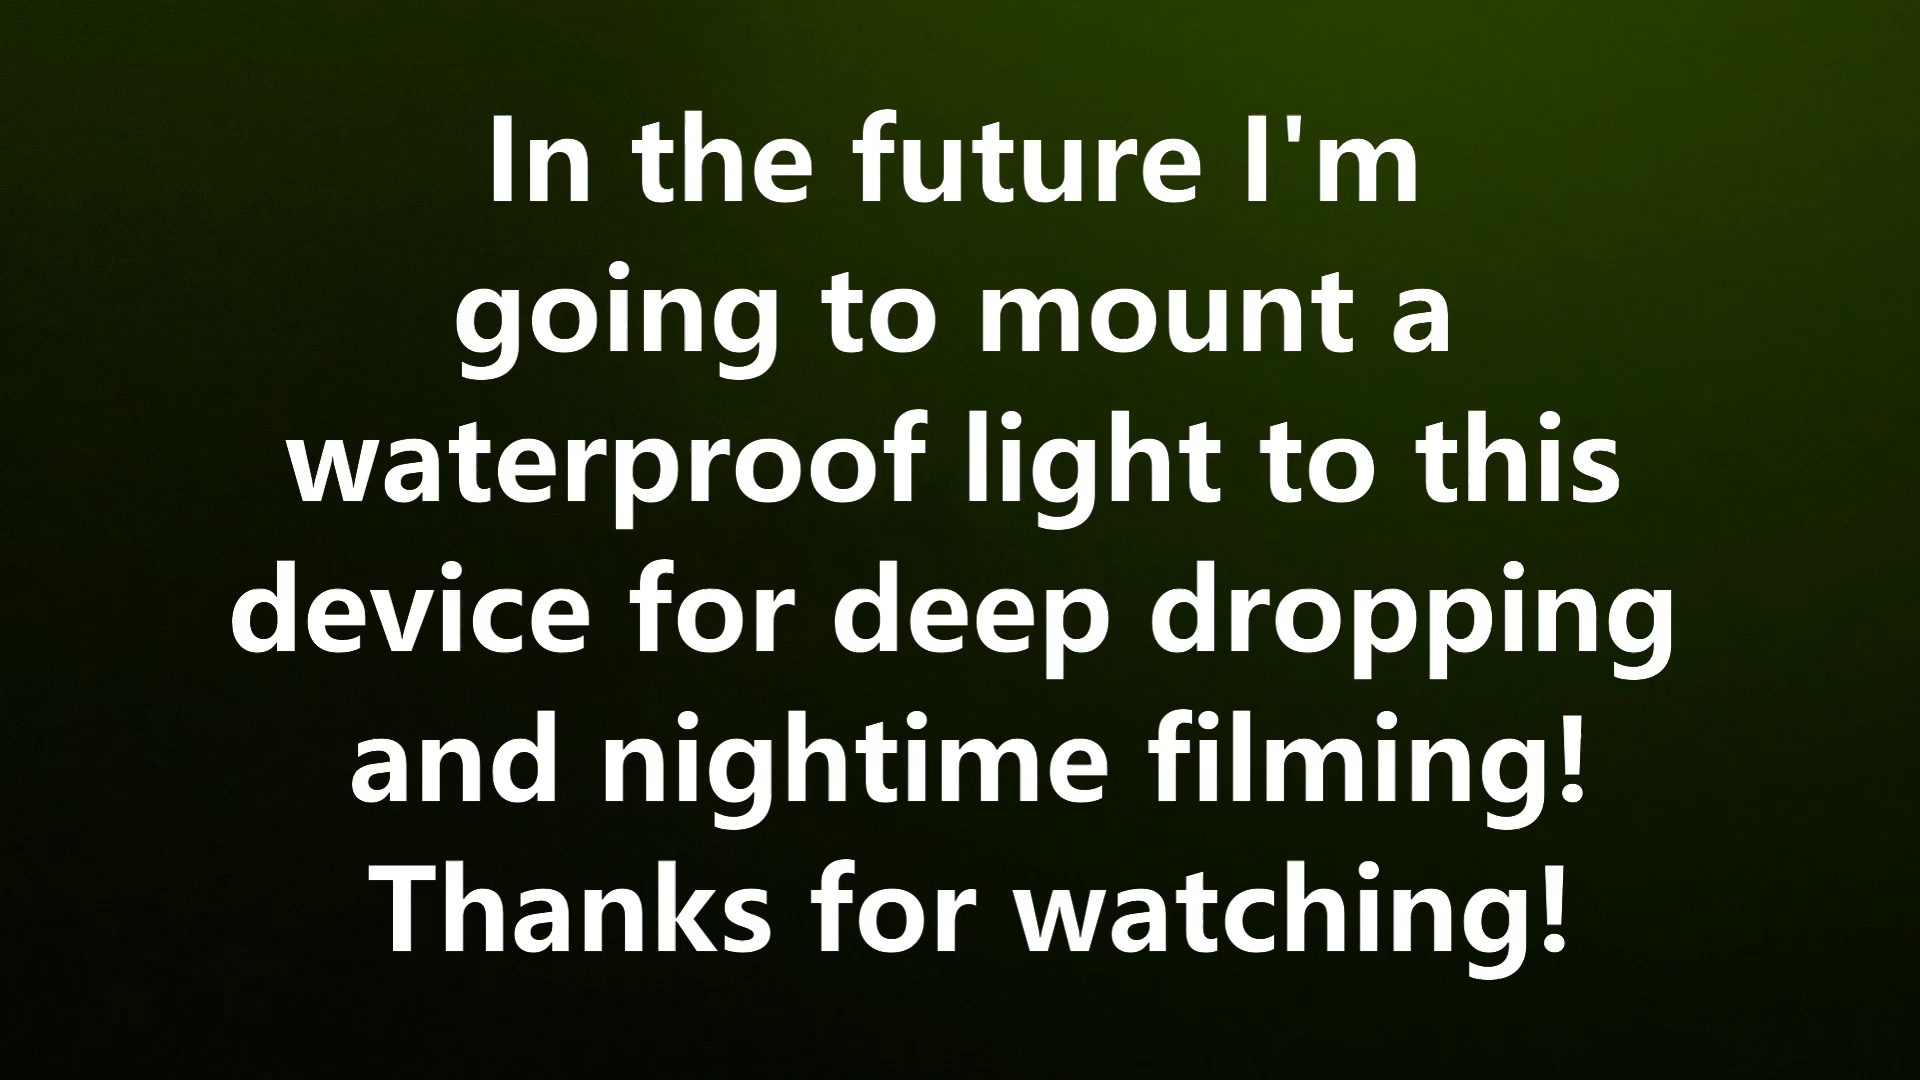 In the future I'm
going to mount a
waterproof light to this
device for deep dropping
and nightime filming!
Thanks for watching!